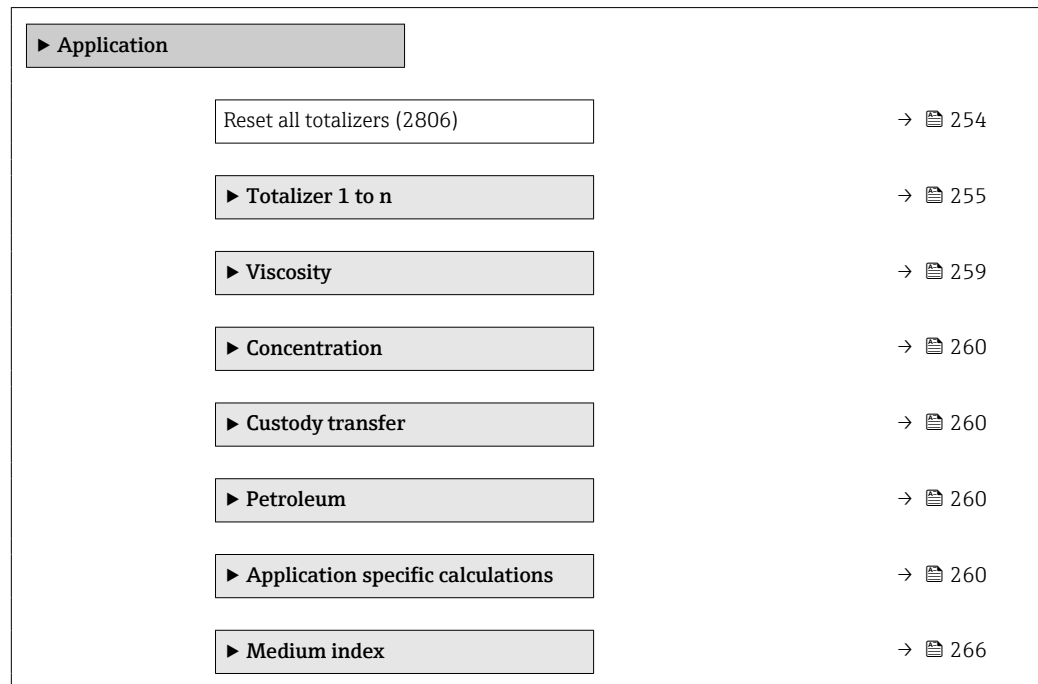 ► Application
Reset all totalizers (2806) → 254
► Totalizer 1 to n → 255
► Viscosity → 259
► Concentration → 260
► Custody transfer → 260
► Petroleum → 260
► Application specific calculations → 260
► Medium index → 266